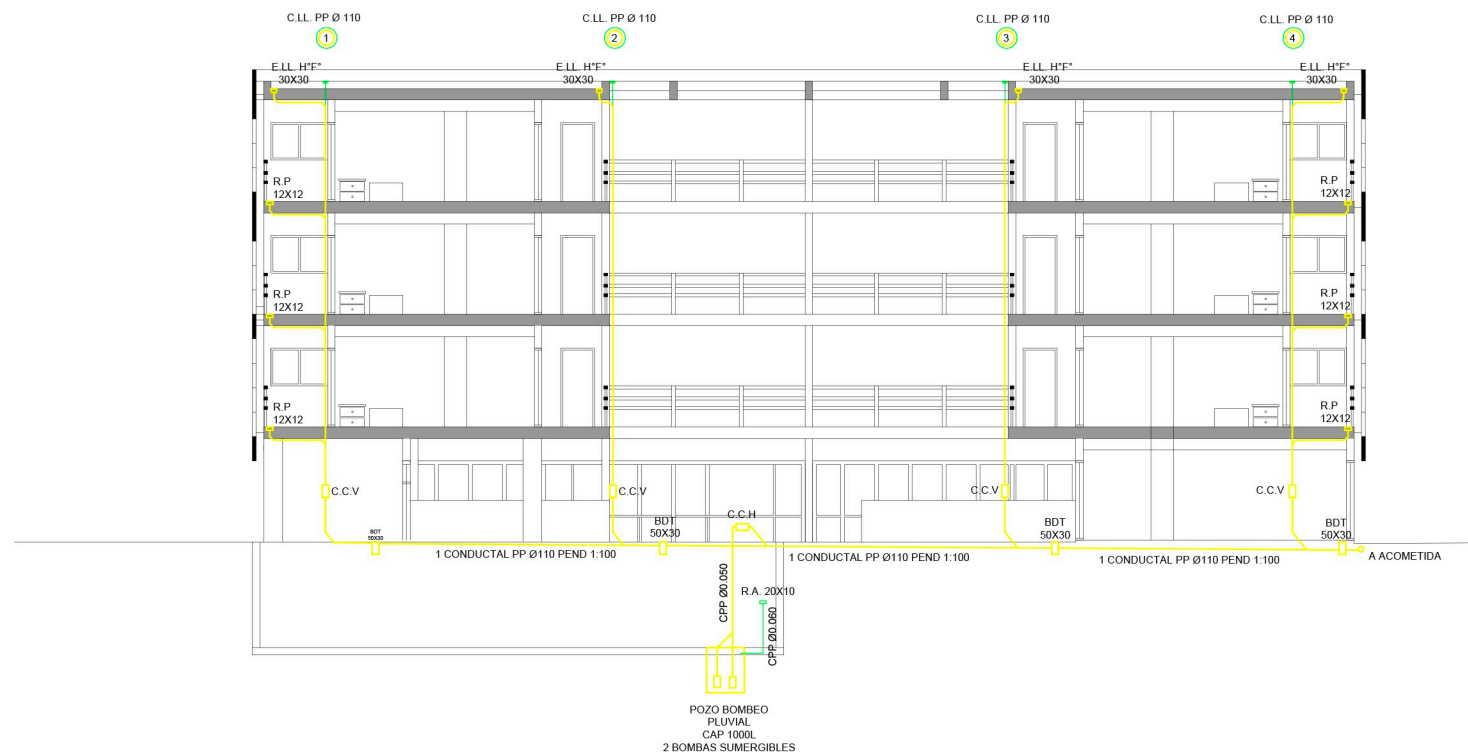 C.LL. PP Ø 110
C.LL. PP Ø 110
C.LL. PP Ø 110
C.LL. PP Ø 110
1
2
3
4
E.LL. H°F°
30X30
E.LL. H°F°
30X30
E.LL. H°F°
30X30
E.LL. H°F°
30X30
R.P
12X12
R.P
12X12
R.P
12X12
R.P
12X12
R.P
12X12
R.P
12X12
C.C.V
C.C.V
C.C.V
C.C.V
C.C.H
BDT
50X30
BDT
50X30
BDT
50X30
BDT
50X30
1 CONDUCTAL PP Ø110 PEND 1:100
1 CONDUCTAL PP Ø110 PEND 1:100
1 CONDUCTAL PP Ø110 PEND 1:100
A ACOMETIDA
CPP Ø0.050
R.A. 20X10
CPP Ø0.060
POZO BOMBEO
PLUVIAL
CAP 1000L
2 BOMBAS SUMERGIBLES